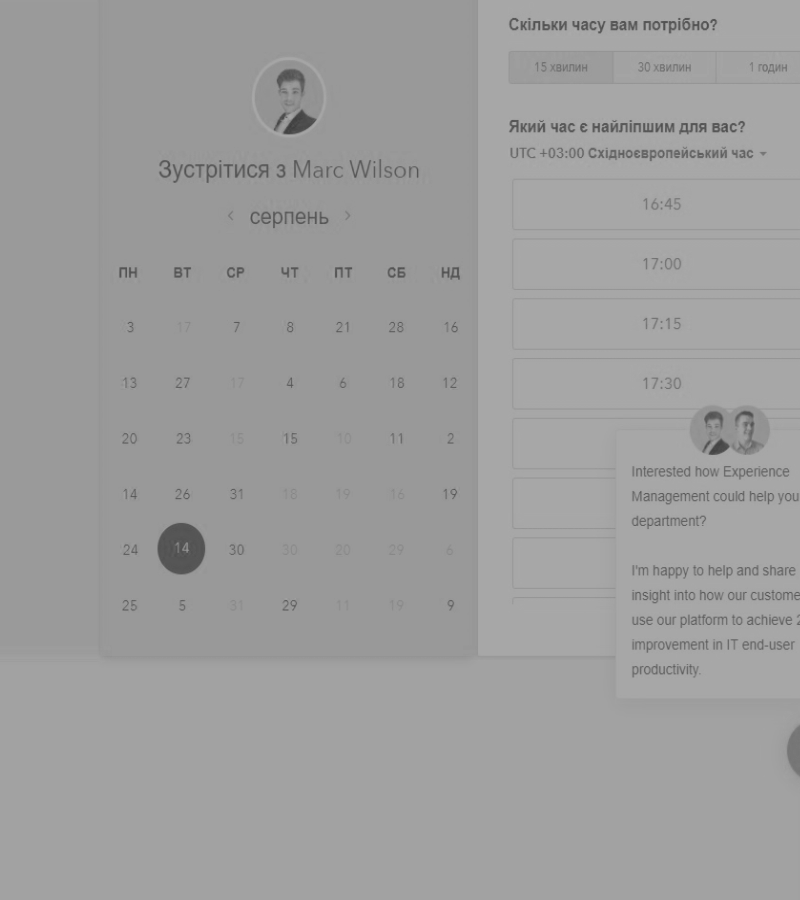 Зустрітися з Marc Wilson
‹ серпень ›
ПН ВТ СР ЧТ ПТ СБ НД
3 17 7 8 21 28 16
13 27 17 4 6 18 12
20 23 15 15 10 11 2
14 26 31 18 19 16 19
24 14 30 30 20 29 6
25 5 31 29 11 19 9
Скільки часу вам потрібно?
15 хвилин 30 хвилин 1 годин
Який час є найліпшим для вас?
UTC +03:00 Східноєвропейський час
16:45
17:00
17:15
17:30
Interested how Experience
Management could help you
department?
I'm happy to help and share
insight into how our custome
use our platform to achieve 2
improvement in IT end-user
productivity.